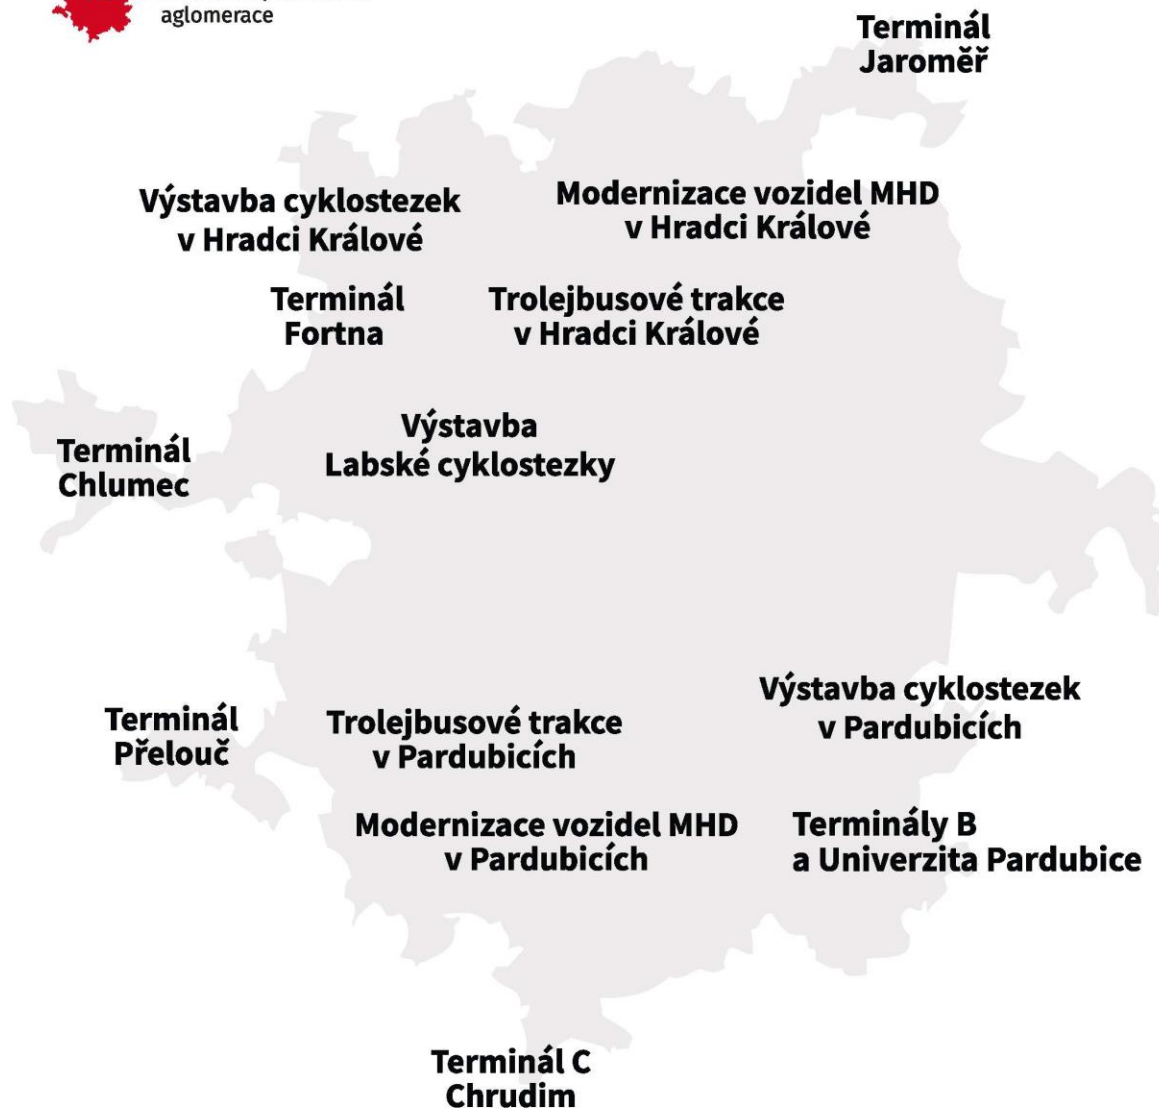 aglomerace
Terminál
Jaroměř
Výstavba cyklostezek
v Hradci Králové
Modernizace vozidel MHD
v Hradci Králové
Terminál
Fortna
Trolejbusové trakce
v Hradci Králové
Výstavba
Labské cyklostezky
Terminál
Chlumec
Výstavba cyklostezek
v Pardubicích
Terminál
Přelouč
Trolejbusové trakce
v Pardubicích
Modernizace vozidel MHD
v Pardubicích
Terminály B
a Univerzita Pardubice
Terminál C
Chrudim